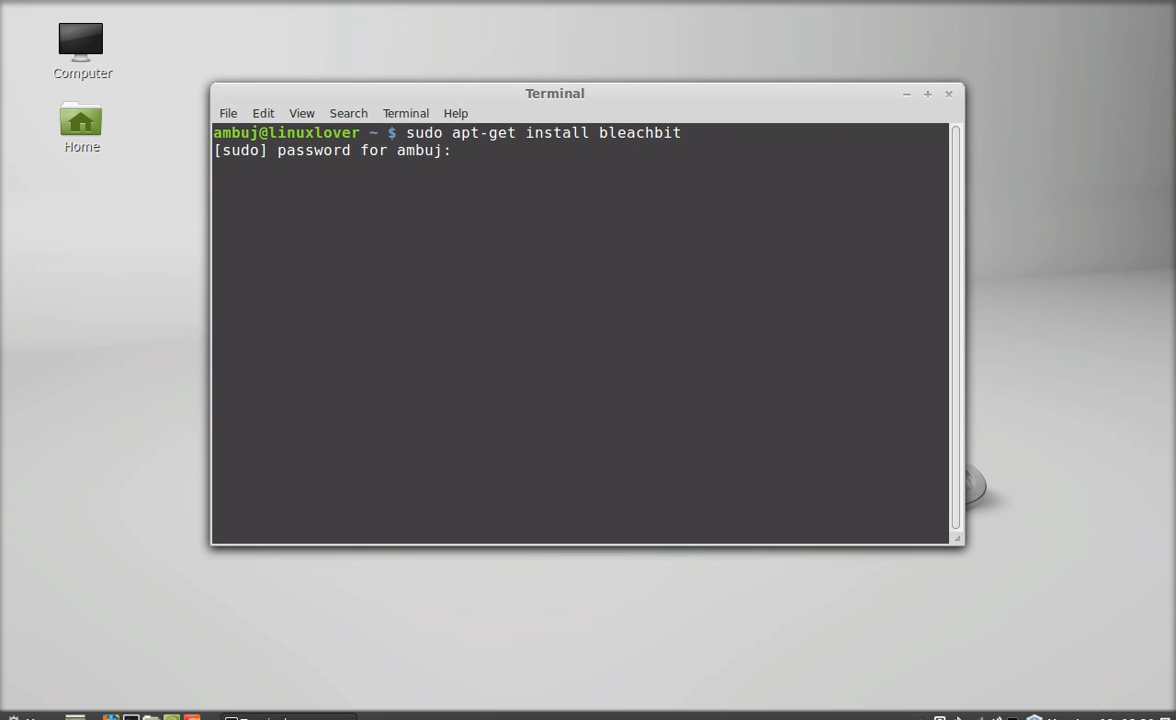 Computer
Home
Terminal
File Edit View Search Terminal Help
ambuj@linuxlover ~ $ sudo apt-get install bleachbit
[sudo] password for ambuj: